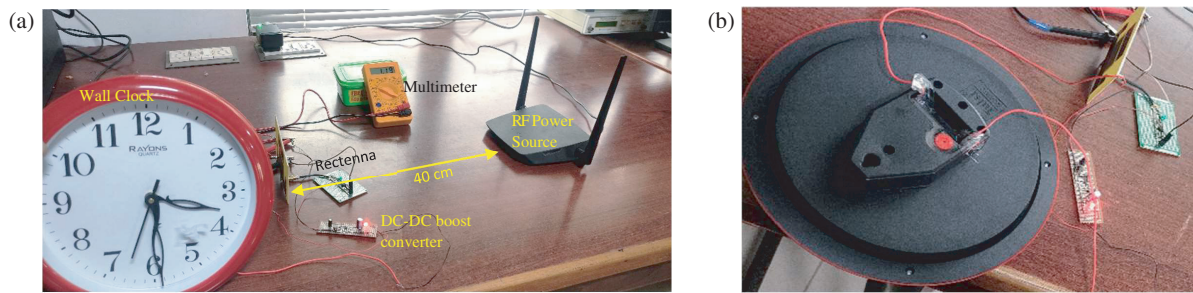 (a)
Wall Clock
Multimeter
RF Power
Source
Rectenna
40 cm
DC-DC boost
converter
12
11
1
10
2
9
3
8
4
7
5
6
RAYONS
QUARTZ
(b)